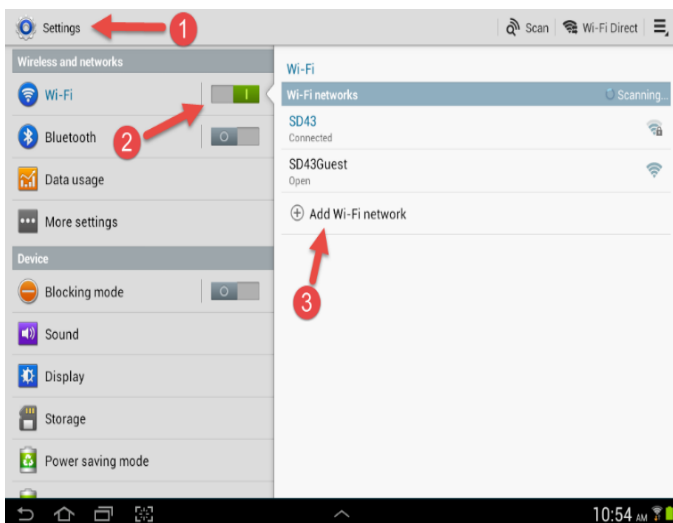 Settings
1
Scan
Wi-Fi Direct
Wireless and networks
Wi-Fi
2
Bluetooth
Data usage
More settings
Device
Blocking mode
Sound
Display
Storage
Power saving mode
Wi-Fi
Wi-Fi networks Scanning...
SD43
Connected
SD43Guest
Open
Add Wi-Fi network
3
10:54 AM